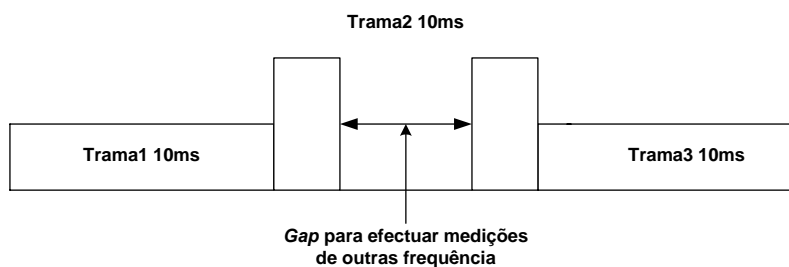 Trama2 10ms
Trama1 10ms
Trama3 10ms
Gap para efectuar medições
de outras frequência